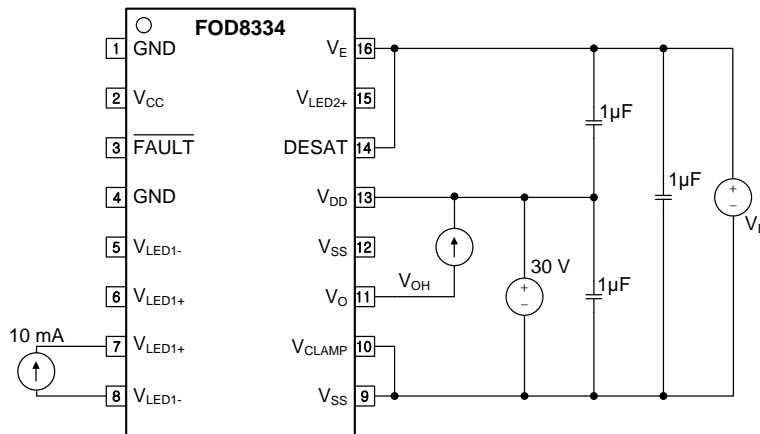 FOD8334
1 GND
2 VCC
3 FAULT
4 GND
5 VLED1-
6 VLED1+
7 VLED1+
8 VLED1-
VE 16
VLED2+ 15
DESAT 14
VDD 13
VSS 12
VO 11
VCLAMP 10
VSS 9
10 mA
VOH
30 V
+
−
1µF
1µF
1µF
+
−